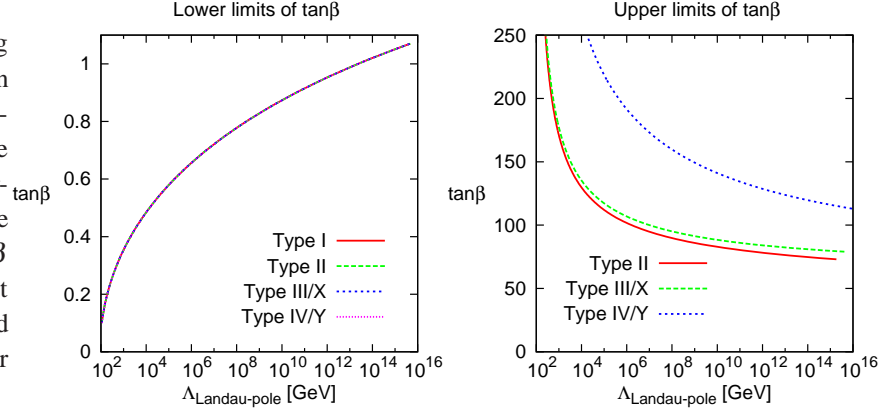 Lower limits of tanβ
tanβ
1
0.8
0.6
0.4
0.2
0
Type I
Type II
Type III/X
Type IV/Y
10^2 10^4 10^6 10^8 10^10 10^12 10^14 10^16
Λ_Landau-pole [GeV]
Upper limits of tanβ
tanβ
250
200
150
100
50
0
Type II
Type III/X
Type IV/Y
10^2 10^4 10^6 10^8 10^10 10^12 10^14 10^16
Λ_Landau-pole [GeV]